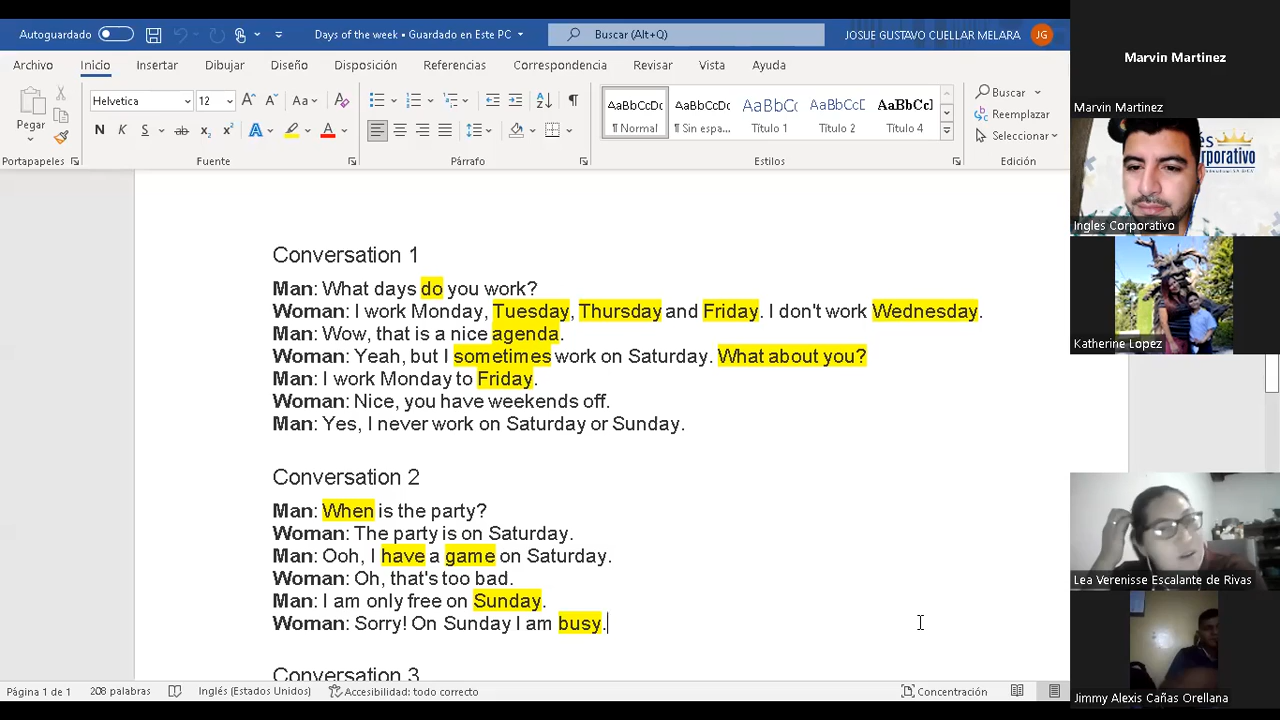 Autoguardado
Days of the week • Guardado en Este PC
Buscar (Alt+Q)
JOSUE GUSTAVO CUELLAR MELARA
JG
Archivo
Inicio
Insertar
Dibujar
Diseño
Disposición
Referencias
Correspondencia
Revisar
Vista
Ayuda
Pegar
Helvetica
12
Aa
N K S ab x₂ x²
AaBbCcDc
¶ Normal
AaBbCcDc
¶ Sin espa...
AaBbCc
Título 1
AaBbCcD
Título 2
AaBbCc
Título 4
Buscar
Reemplazar
Seleccionar
Portapapeles
Fuente
Párrafo
Estilos
Edición
Conversation 1
Man: What days do you work?
Woman: I work Monday, Tuesday, Thursday and Friday. I don't work Wednesday.
Man: Wow, that is a nice agenda.
Woman: Yeah, but I sometimes work on Saturday. What about you?
Man: I work Monday to Friday.
Woman: Nice, you have weekends off.
Man: Yes, I never work on Saturday or Sunday.
Conversation 2
Man: When is the party?
Woman: The party is on Saturday.
Man: Ooh, I have a game on Saturday.
Woman: Oh, that's too bad.
Man: I am only free on Sunday.
Woman: Sorry! On Sunday I am busy.
Conversation 3
Página 1 de 1
208 palabras
Inglés (Estados Unidos)
Accesibilidad: todo correcto
Concentración
Marvin Martinez
Marvin Martinez
Ingles Corporativo
Katherine Lopez
Lea Verenisse Escalante de Rivas
Jimmy Alexis Cañas Orellana